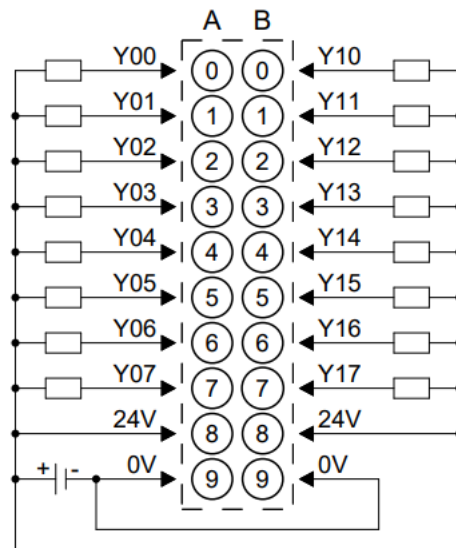 A B
Y00 0 0 Y10
Y01 1 1 Y11
Y02 2 2 Y12
Y03 3 3 Y13
Y04 4 4 Y14
Y05 5 5 Y15
Y06 6 6 Y16
Y07 7 7 Y17
24V 8 8 24V
+ - 0V 9 9 0V